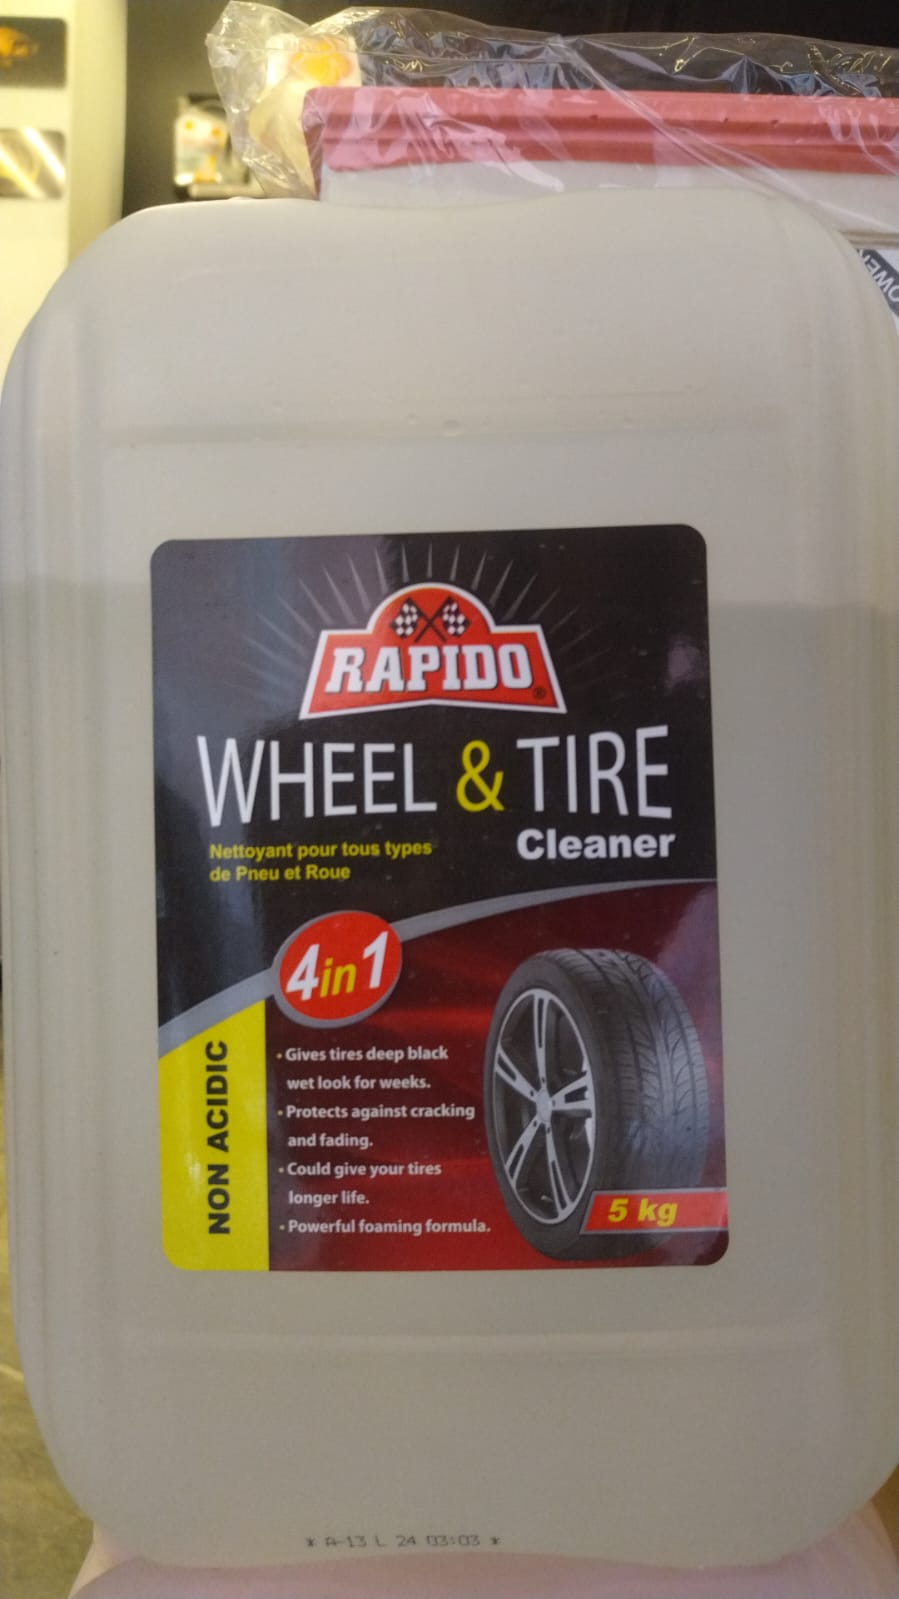 RAPIDO®
WHEEL & TIRE
Cleaner
Nettoyant pour tous types
de Pneu et Roue
4in1
NON ACIDIC
• Gives tires deep black
wet look for weeks.
• Protects against cracking
and fading.
• Could give your tires
longer life.
• Powerful foaming formula.
5 kg
* A-13 L 24 03:03 *